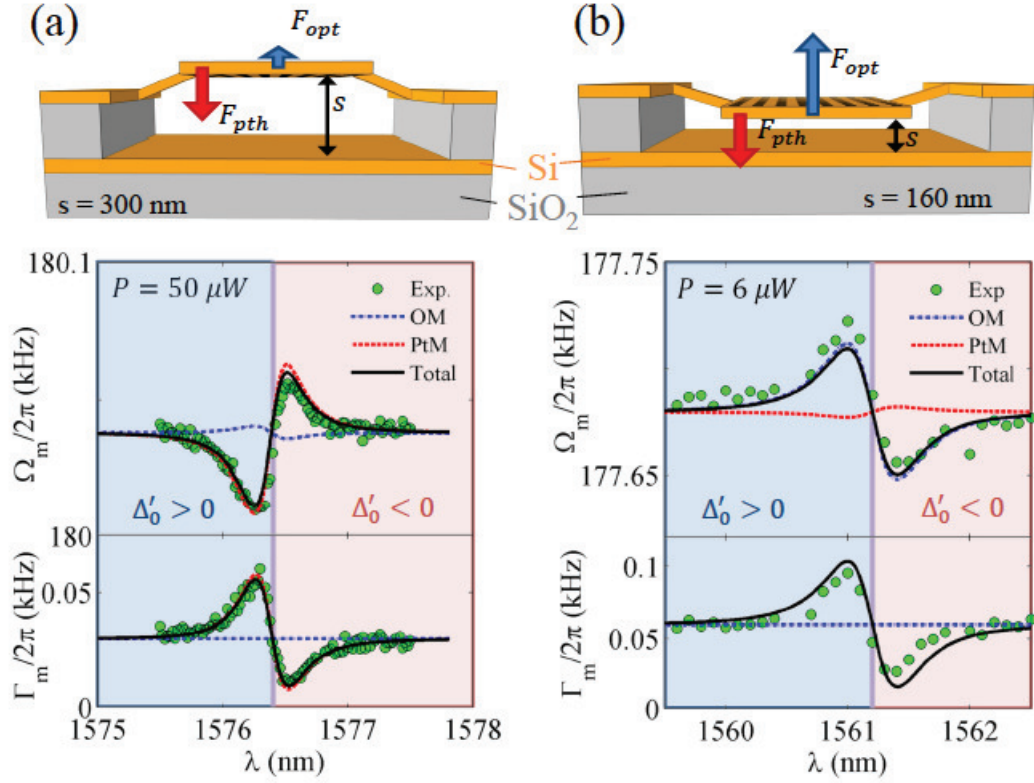 (a)
F_opt
F_pth
s
s = 300 nm
Si
SiO₂
(b)
F_opt
F_pth
s
s = 160 nm
180.1
P = 50 μW
Exp.
OM
PtM
Total
Ω_m/2π (kHz)
Δ′₀ > 0
Δ′₀ < 0
180
0.05
Γ_m/2π (kHz)
0
1575
1576
1577
1578
λ (nm)
177.75
P = 6 μW
Exp
OM
PtM
Total
Ω_m/2π (kHz)
177.65
Δ′₀ > 0
Δ′₀ < 0
0.1
0.05
Γ_m/2π (kHz)
0
1560
1561
1562
λ (nm)